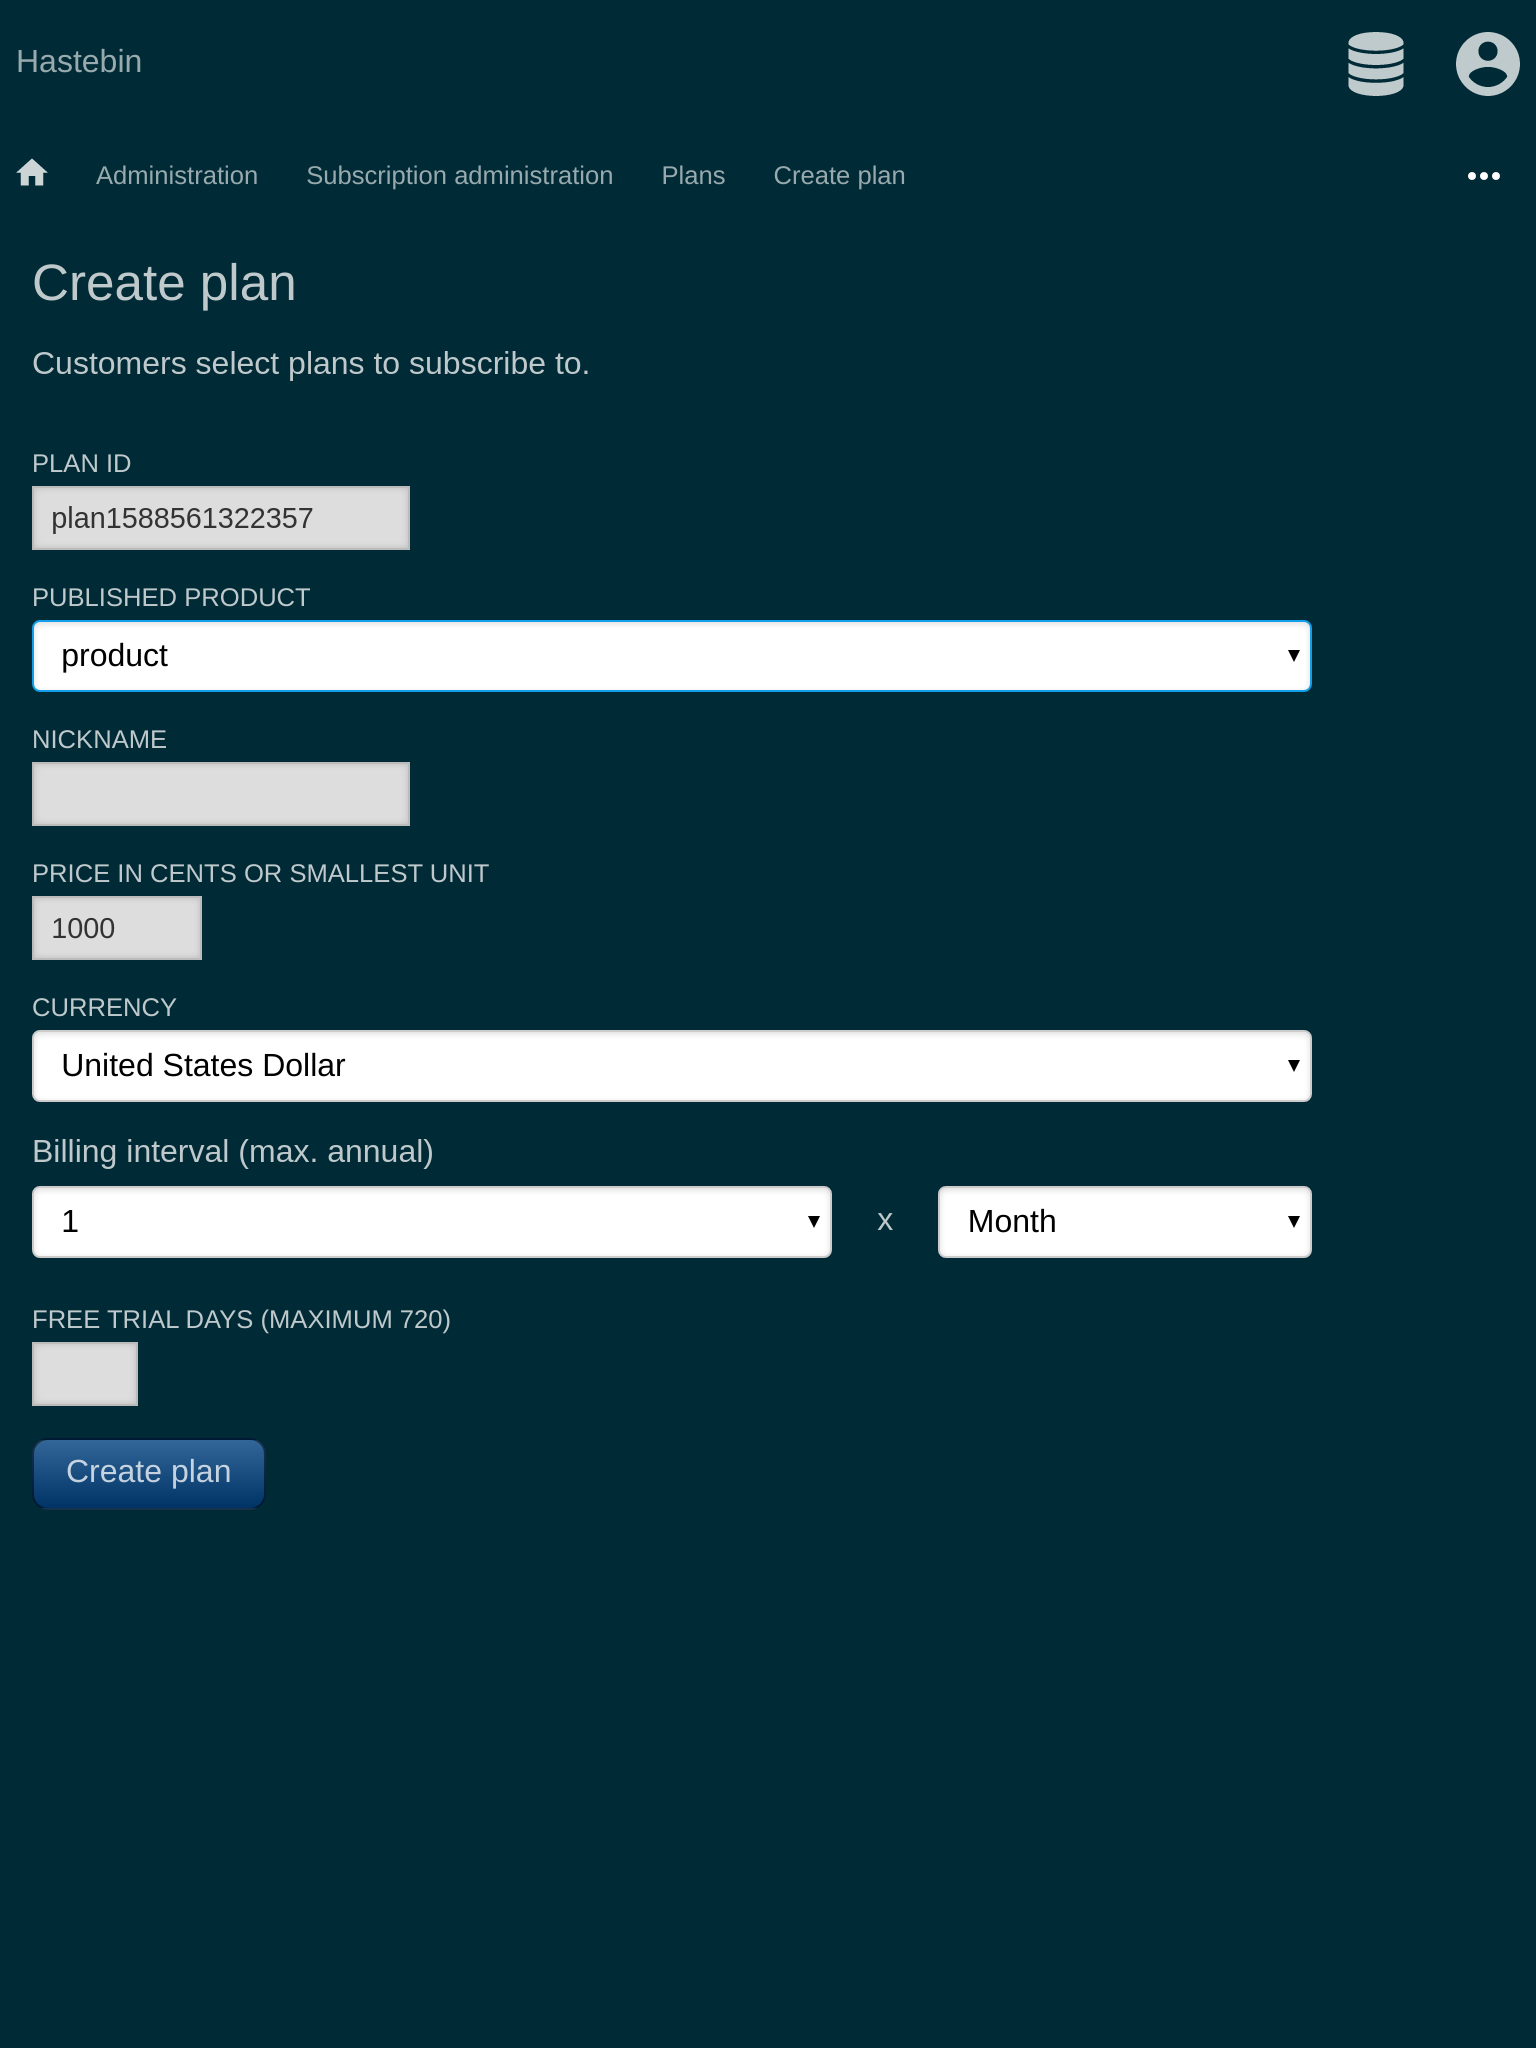 Hastebin
Administration Subscription administration Plans Create plan
Create plan
Customers select plans to subscribe to.
PLAN ID
plan1588561322357
PUBLISHED PRODUCT
product
NICKNAME
PRICE IN CENTS OR SMALLEST UNIT
1000
CURRENCY
United States Dollar
Billing interval (max. annual)
1 x Month
FREE TRIAL DAYS (MAXIMUM 720)
Create plan